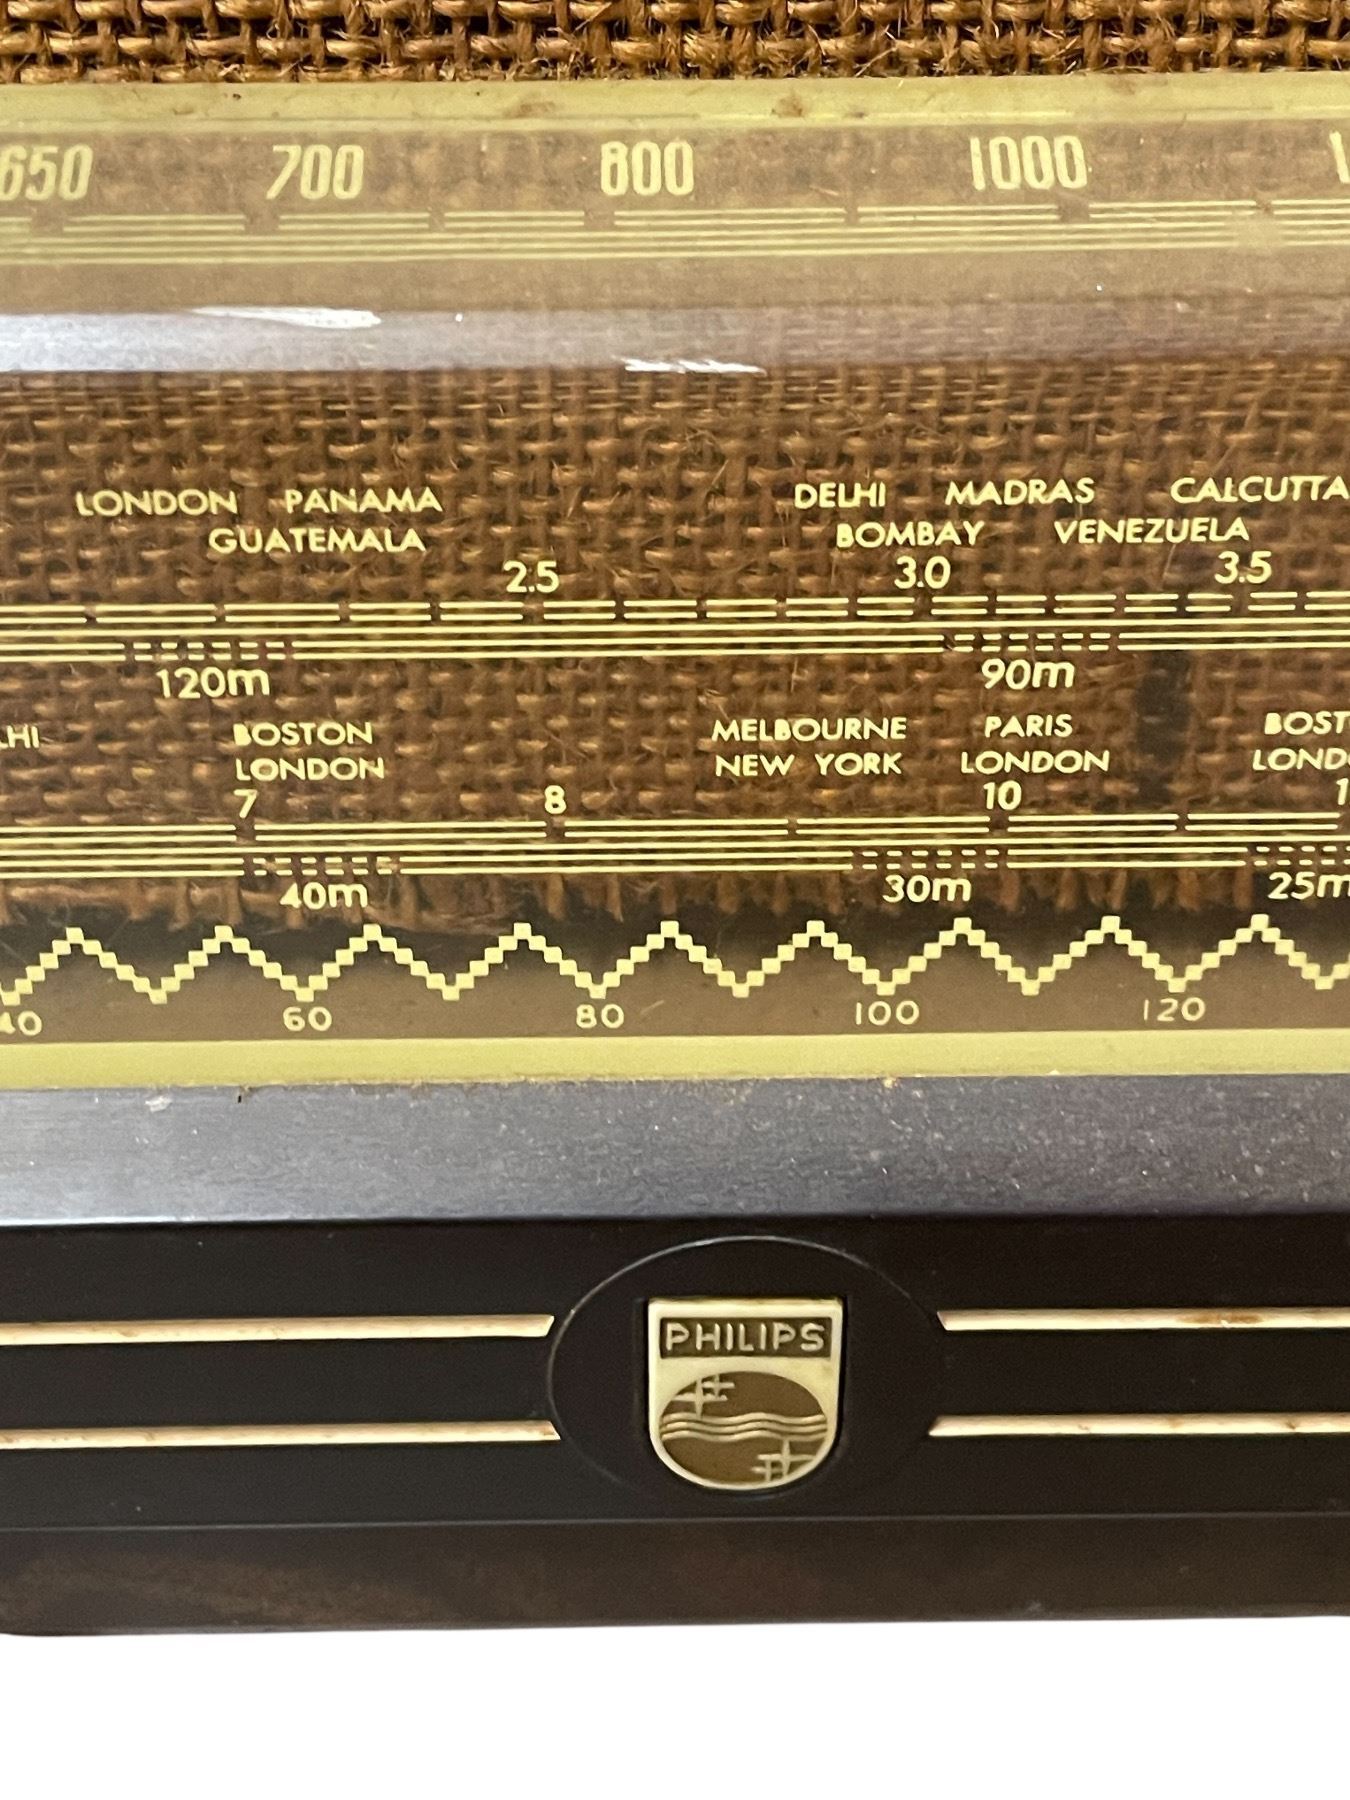 650 700 800 1000
LONDON PANAMA DELHI MADRAS CALCUTTA
GUATEMALA BOMBAY VENEZUELA
2.5 3.0 3.5
120m 90m
BOSTON MELBOURNE PARIS
LONDON NEW YORK LONDON
7 8 10
40m 30m 25m
40 60 80 100 120
PHILIPS